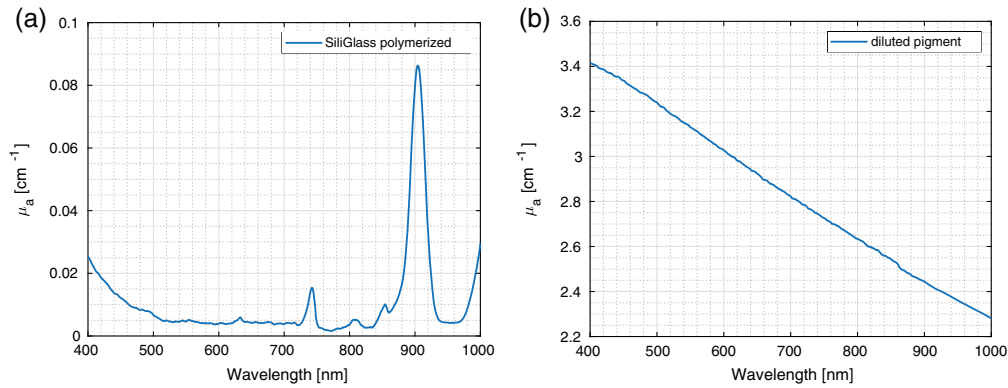 (a)
0.1
SiliGlass polymerized
0.08
0.06
0.04
0.02
0
μa [cm -1]
400 500 600 700 800 900 1000
Wavelength [nm]
(b)
3.6
diluted pigment
3.4
3.2
3
2.8
2.6
2.4
2.2
μa [cm -1]
400 500 600 700 800 900 1000
Wavelength [nm]